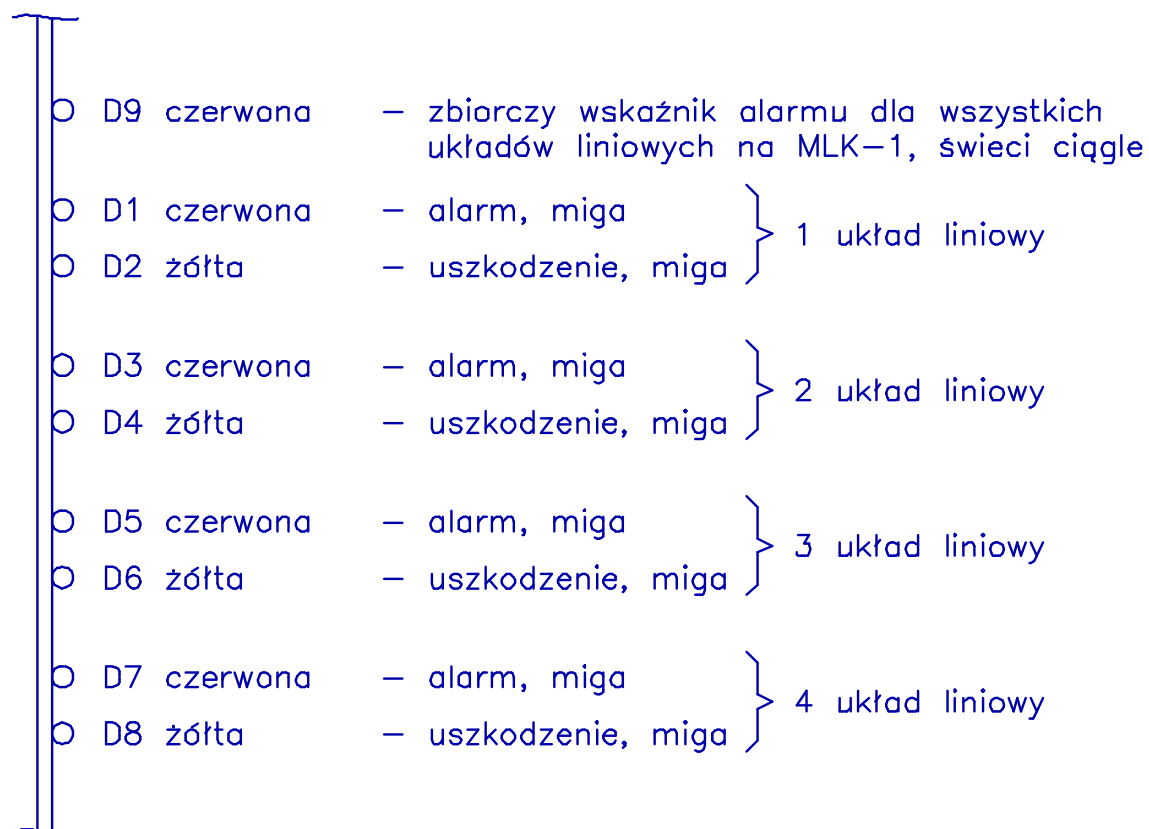 D9 czerwona – zbiorczy wskaźnik alarmu dla wszystkich
układów liniowych na MLK–1, świeci ciągle
D1 czerwona – alarm, miga
1 układ liniowy
D2 żółta – uszkodzenie, miga
D3 czerwona – alarm, miga
2 układ liniowy
D4 żółta – uszkodzenie, miga
D5 czerwona – alarm, miga
3 układ liniowy
D6 żółta – uszkodzenie, miga
D7 czerwona – alarm, miga
4 układ liniowy
D8 żółta – uszkodzenie, miga